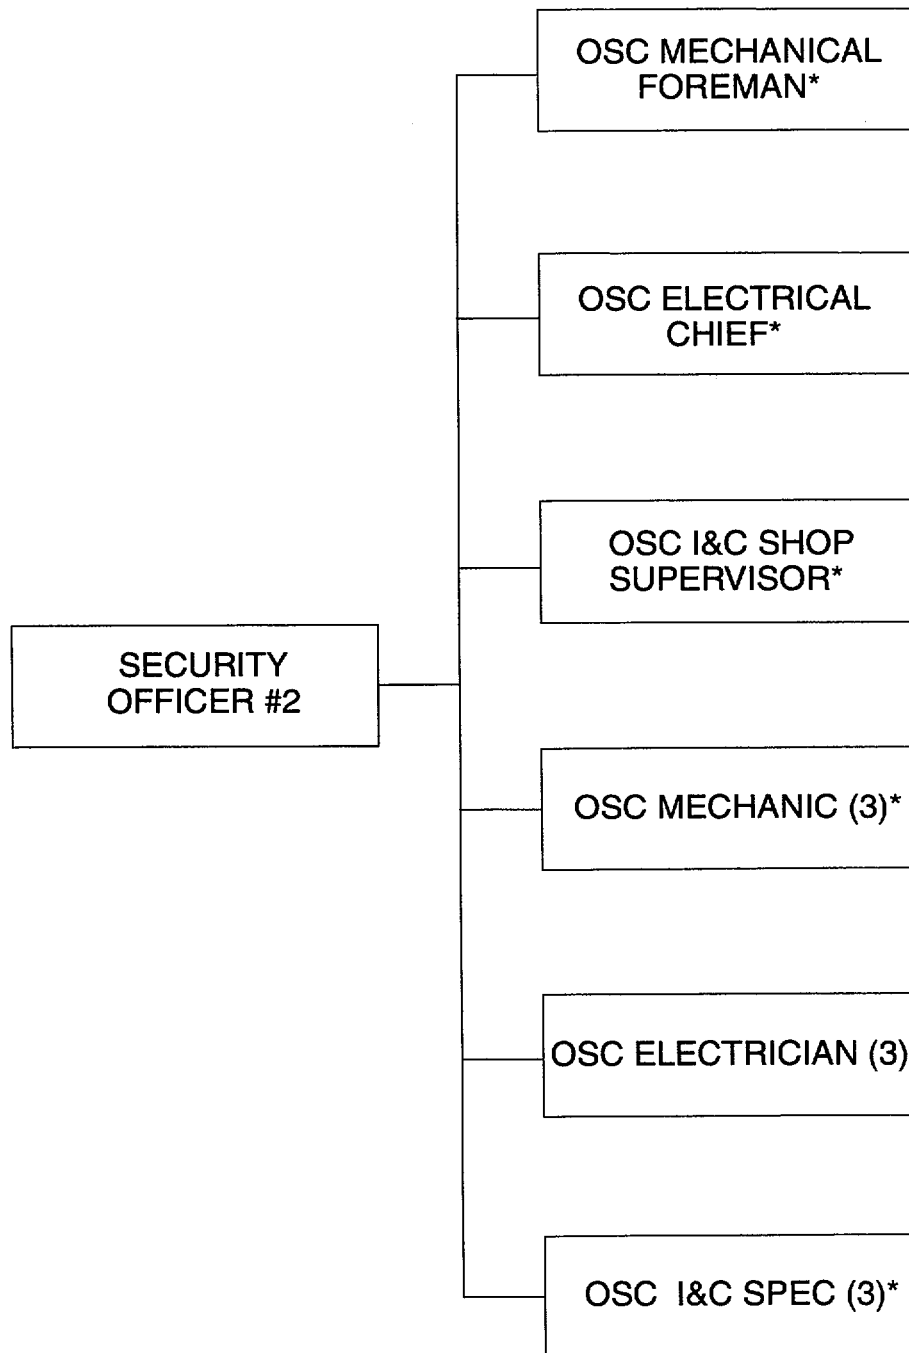 OSC MECHANICAL
FOREMAN*
OSC ELECTRICAL
CHIEF*
OSC I&C SHOP
SUPERVISOR*
SECURITY
OFFICER #2
OSC MECHANIC (3)*
OSC ELECTRICIAN (3)
OSC I&C SPEC (3)*